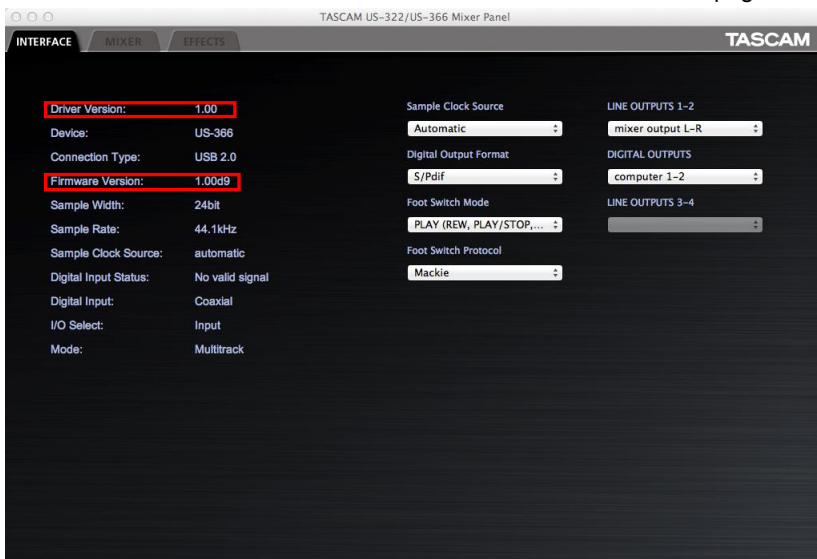 TASCAM US-322/US-366 Mixer Panel
INTERFACE MIXER EFFECTS TASCAM
Driver Version: 1.00
Device: US-366
Connection Type: USB 2.0
Firmware Version: 1.00d9
Sample Width: 24bit
Sample Rate: 44.1kHz
Sample Clock Source: automatic
Digital Input Status: No valid signal
Digital Input: Coaxial
I/O Select: Input
Mode: Multitrack
Sample Clock Source
Automatic
Digital Output Format
S/Pdif
Foot Switch Mode
PLAY (REW, PLAY/STOP,...
Foot Switch Protocol
Mackie
LINE OUTPUTS 1-2
mixer output L-R
DIGITAL OUTPUTS
computer 1-2
LINE OUTPUTS 3-4